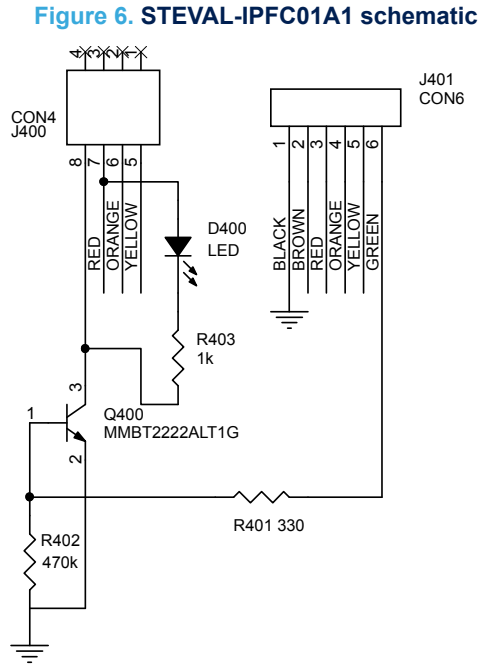 Figure 6. STEVAL-IPFC01A1 schematic
4
3
2
1
CON4
J400
8
7
6
5
RED
ORANGE
YELLOW
D400
LED
R403
1k
J401
CON6
1
2
3
4
5
6
BLACK
BROWN
RED
ORANGE
YELLOW
GREEN
3
1
2
Q400
MMBT2222ALT1G
R401 330
R402
470k